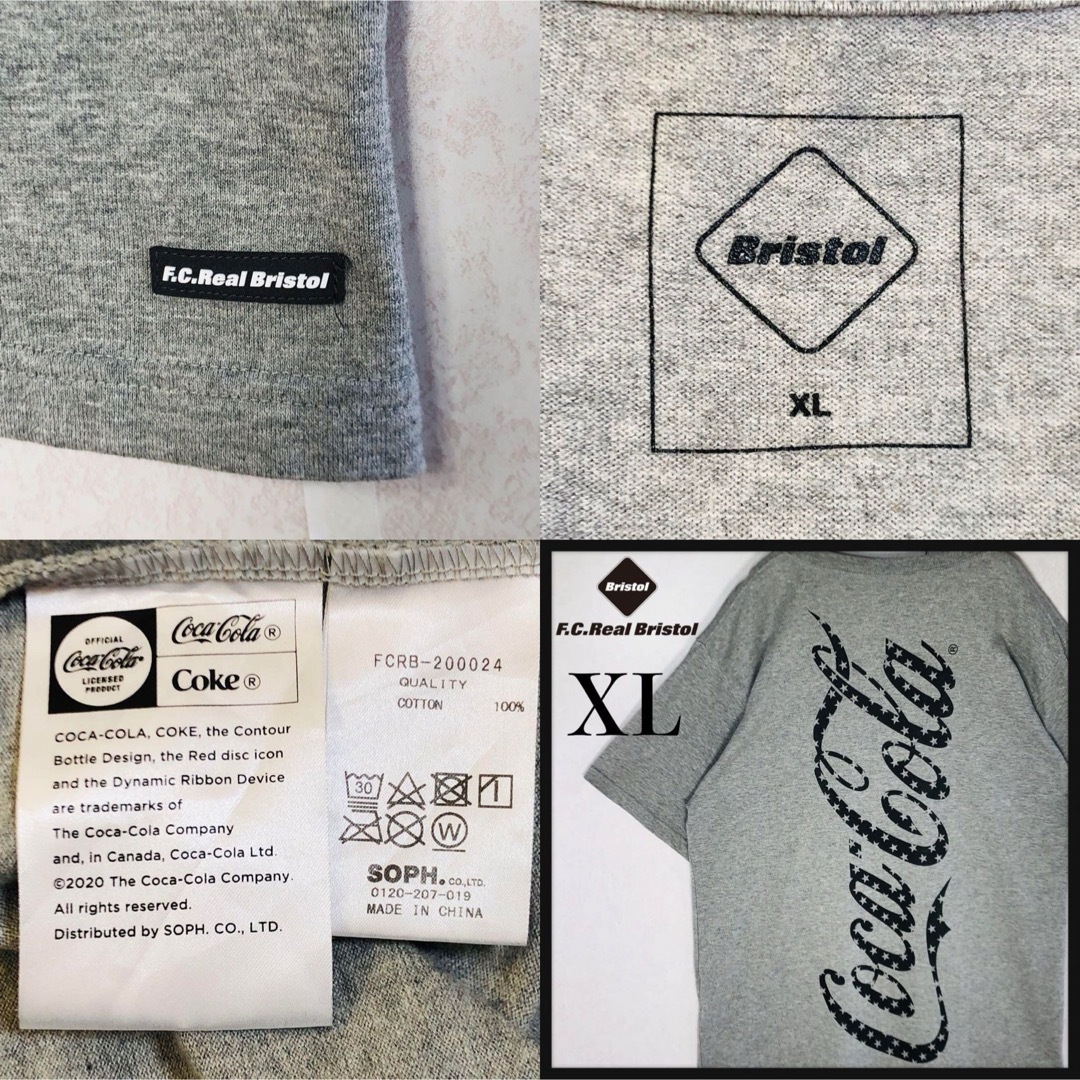 F.C.Real Bristol
Bristol
XL
OFFICIAL
Coca-Cola
LICENSED
PRODUCT
Coca-Cola®
Coke®
COCA-COLA, COKE, the Contour
Bottle Design, the Red disc icon
and the Dynamic Ribbon Device
are trademarks of
The Coca-Cola Company
and, in Canada, Coca-Cola Ltd.
©2020 The Coca-Cola Company.
All rights reserved.
Distributed by SOPH. CO., LTD.
FCRB-200024
QUALITY
COTTON 100%
30
W
SOPH. CO.,LTD.
0120-207-019
MADE IN CHINA
Bristol
F.C.Real Bristol
XL
Coca-Cola®